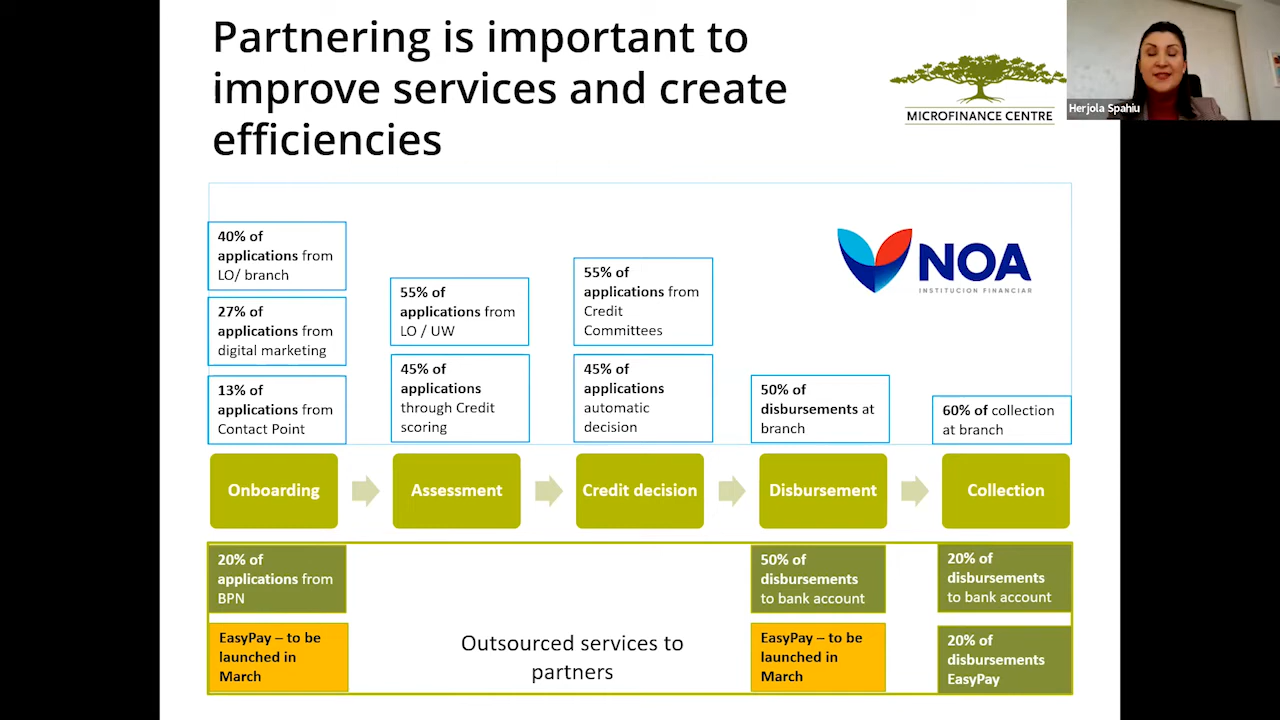 Partnering is important to
improve services and create
efficiencies
MICROFINANCE CENTRE
Herjola Spahiu
40% of
applications from
LO/ branch
27% of
applications from
digital marketing
13% of
applications from
Contact Point
55% of
applications from
LO / UW
45% of
applications
through Credit
scoring
55% of
applications from
Credit
Committees
45% of
applications
automatic
decision
NOA
INSTITUCION FINANCIAR
50% of
disbursements at
branch
60% of collection
at branch
Onboarding
Assessment
Credit decision
Disbursement
Collection
20% of
applications from
BPN
EasyPay – to be
launched in
March
Outsourced services to
partners
50% of
disbursements
to bank account
EasyPay – to be
launched in
March
20% of
disbursements
to bank account
20% of
disbursements
EasyPay